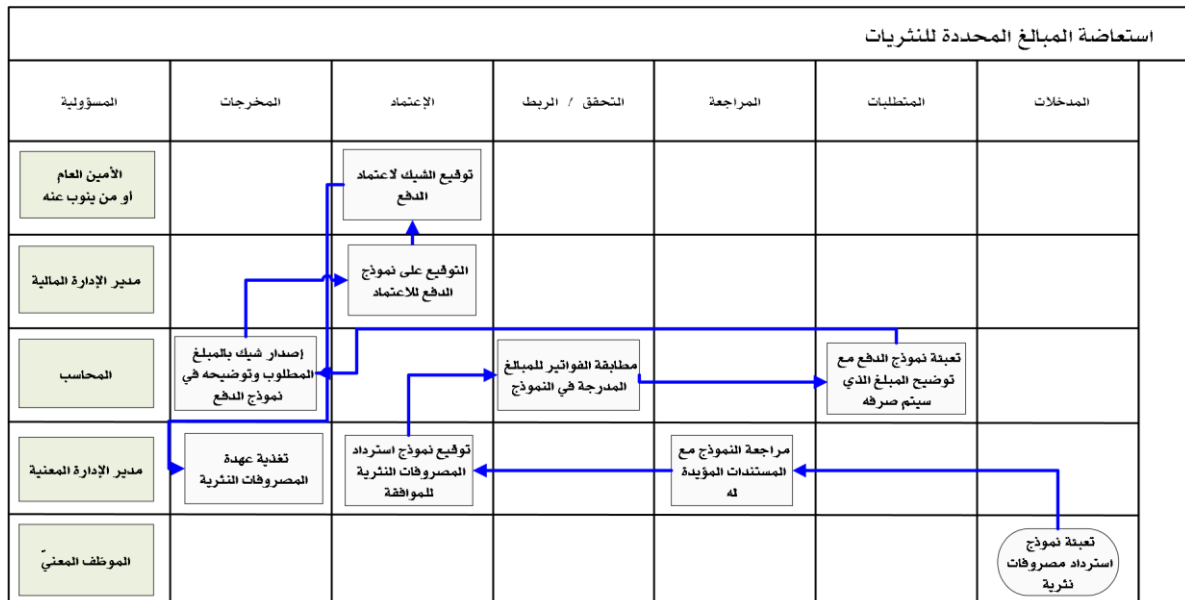 استعاضة المبالغ المحددة للنثريات
المدخلات
المتطلبات
المراجعة
التحقق / الربط
الإعتماد
المخرجات
المسؤولية
توقيع الشيك لاعتماد
الدفع
الأمين العام
او من ينوب عنه
التوقيع على نموذج
الدفع للاعتماد
مدير الإدارة المالية
تعبئة نموذج الدفع مع
توضيح المبلغ الذي
سيتم صرفه
مطابقة الفواتير للمبالغ
المدرجة في النموذج
إصدار شيك بالمبلغ
المطلوب وتوضيحه في
نموذج الدفع
المحاسب
مراجعة النموذج مع
المستندات المؤيدة
له
توقيع نموذج استرداد
المصروفات النثرية
للموافقة
تغذية عهدة
المصروفات النثرية
مدير الإدارة المعنية
تعبئة نموذج
استرداد مصروفات
نثرية
الموظف المعنيّ